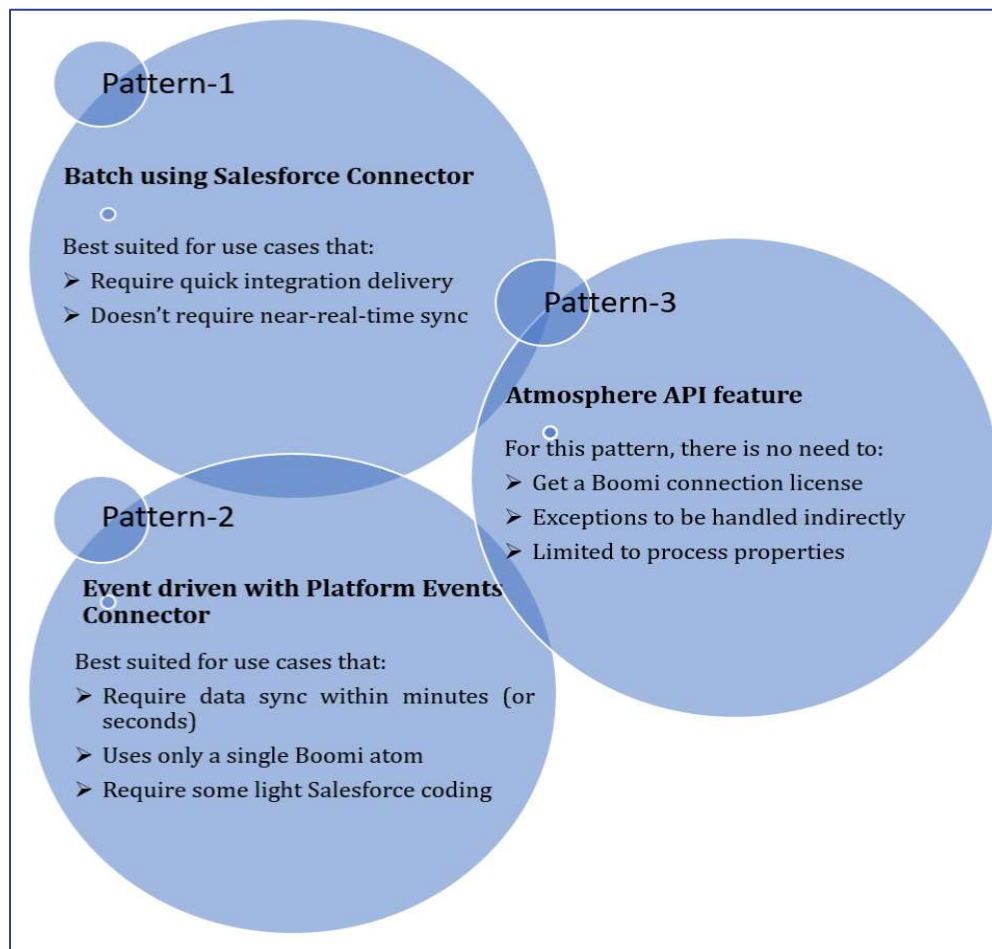 Pattern-1
Batch using Salesforce Connector
Best suited for use cases that:
➢ Require quick integration delivery
➢ Doesn’t require near-real-time sync
Pattern-2
Event driven with Platform Events
Connector
Best suited for use cases that:
➢ Require data sync within minutes (or
seconds)
➢ Uses only a single Boomi atom
➢ Require some light Salesforce coding
Pattern-3
Atmosphere API feature
For this pattern, there is no need to:
➢ Get a Boomi connection license
➢ Exceptions to be handled indirectly
➢ Limited to process properties